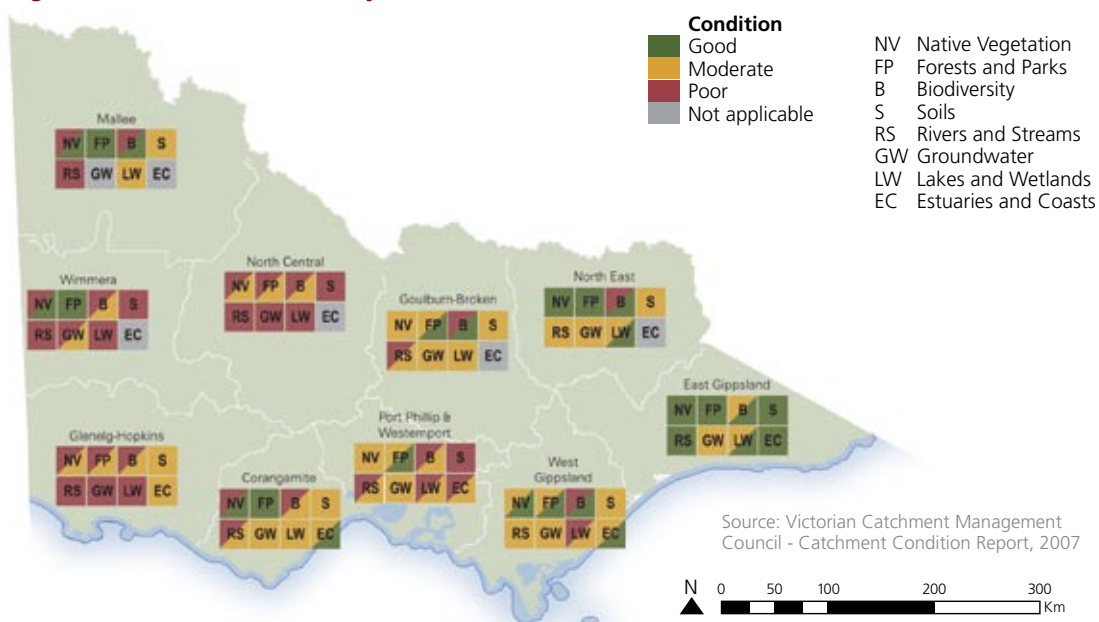 Condition
Good
Moderate
Poor
Not applicable
NV Native Vegetation
FP Forests and Parks
B Biodiversity
S Soils
RS Rivers and Streams
GW Groundwater
LW Lakes and Wetlands
EC Estuaries and Coasts
Mallee
NV FP B S
RS GW LW EC
Wimmera
NV FP B S
RS GW LW EC
North Central
NV FP B S
RS GW LW EC
Goulburn-Broken
NV FP B S
RS GW LW EC
North East
NV FP B S
RS GW LW EC
East Gippsland
NV FP B S
RS GW LW EC
Glenelg-Hopkins
NV FP B S
RS GW LW EC
Corangamite
NV FP B S
RS GW LW EC
Port Phillip &
Westernport
NV FP B S
RS GW LW EC
West
Gippsland
NV FP B S
RS GW LW EC
Source: Victorian Catchment Management
Council - Catchment Condition Report, 2007
N 0 50 100 200 300
Km